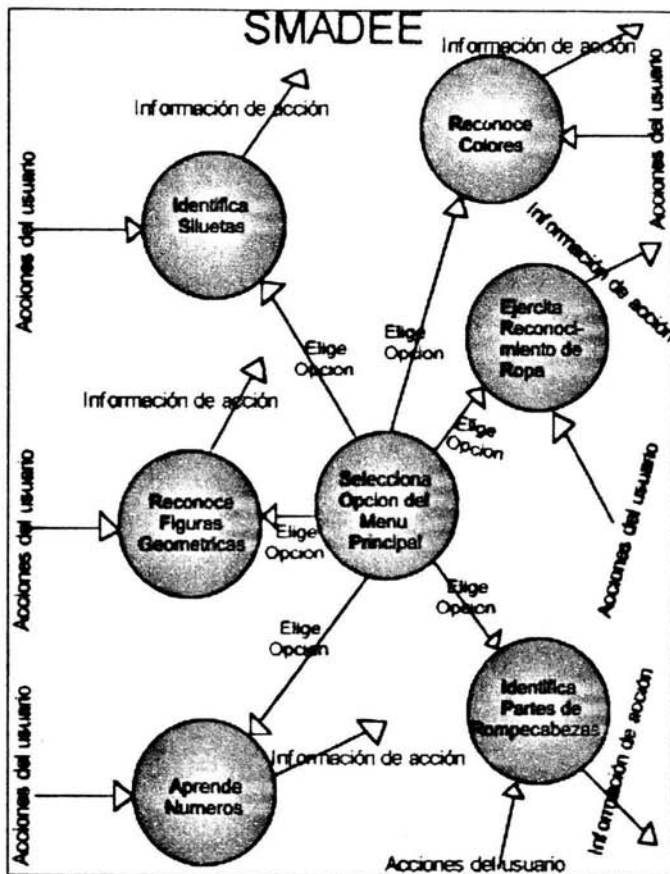 SMADEE
Información de acción
Información de acción
Acciones del usuario
Reconoce
Colores
Acciones del usuario
Identifica
Siluetas
Información de acción
Ejercita
Reconoci-
miento de
Ropa
Elige
Opcion
Elige
Opcion
Información de acción
Elige
Opcion
Acciones del usuario
Reconoce
Figuras
Geometricas
Selecciona
Opcion del
Menu
Principal
Elige
Opcion
Acciones del usuario
Elige
Opcion
Elige
Opcion
Identifica
Partes de
Rompecabezas
Información de acción
Acciones del usuario
Aprende
Numeros
Información de acción
Acciones del usuario